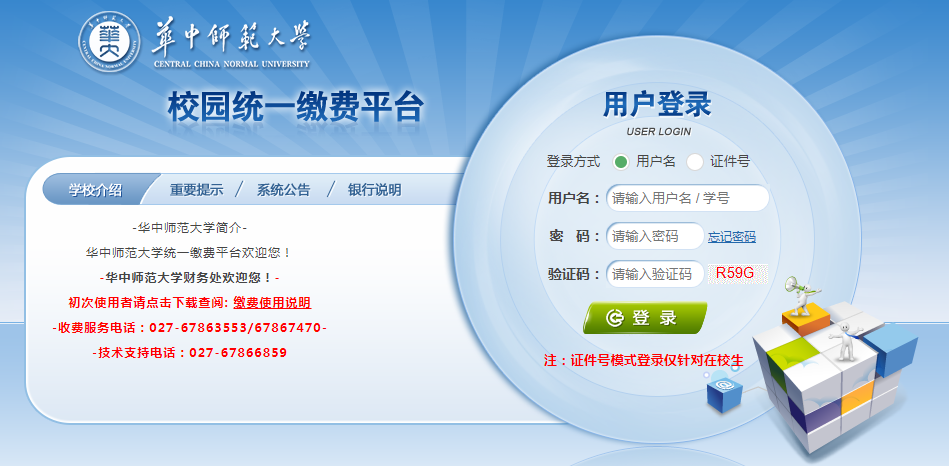 華中師範大學
CENTRAL CHINA NORMAL UNIVERSITY
校园统一缴费平台
学校介绍 / 重要提示 / 系统公告 / 银行说明
-华中师范大学简介-
华中师范大学统一缴费平台欢迎您！
-华中师范大学财务处欢迎您！-
初次使用者请点击下载查阅: 缴费使用说明
-收费服务电话：027-67863553/67867470-
-技术支持电话：027-67866859
用户登录
USER LOGIN
登录方式 用户名 证件号
用户名： 请输入用户名 / 学号
密 码： 请输入密码 忘记密码
验证码： 请输入验证码 R59G
登 录
注：证件号模式登录仅针对在校生